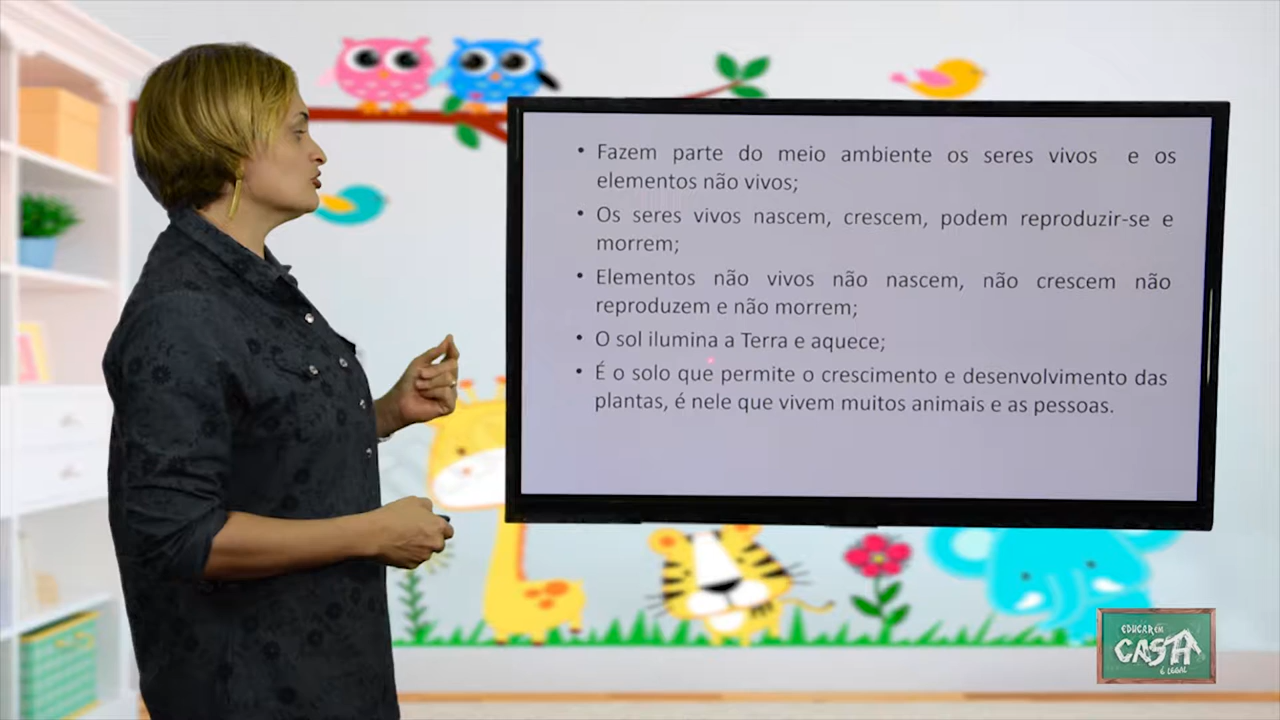 • Fazem parte do meio ambiente os seres vivos e os
elementos não vivos;
• Os seres vivos nascem, crescem, podem reproduzir-se e
morrem;
• Elementos não vivos não nascem, não crescem não
reproduzem e não morrem;
• O sol ilumina a Terra e aquece;
• É o solo que permite o crescimento e desenvolvimento das
plantas, é nele que vivem muitos animais e as pessoas.
EDUCAR EM
CASA
É LEGAL